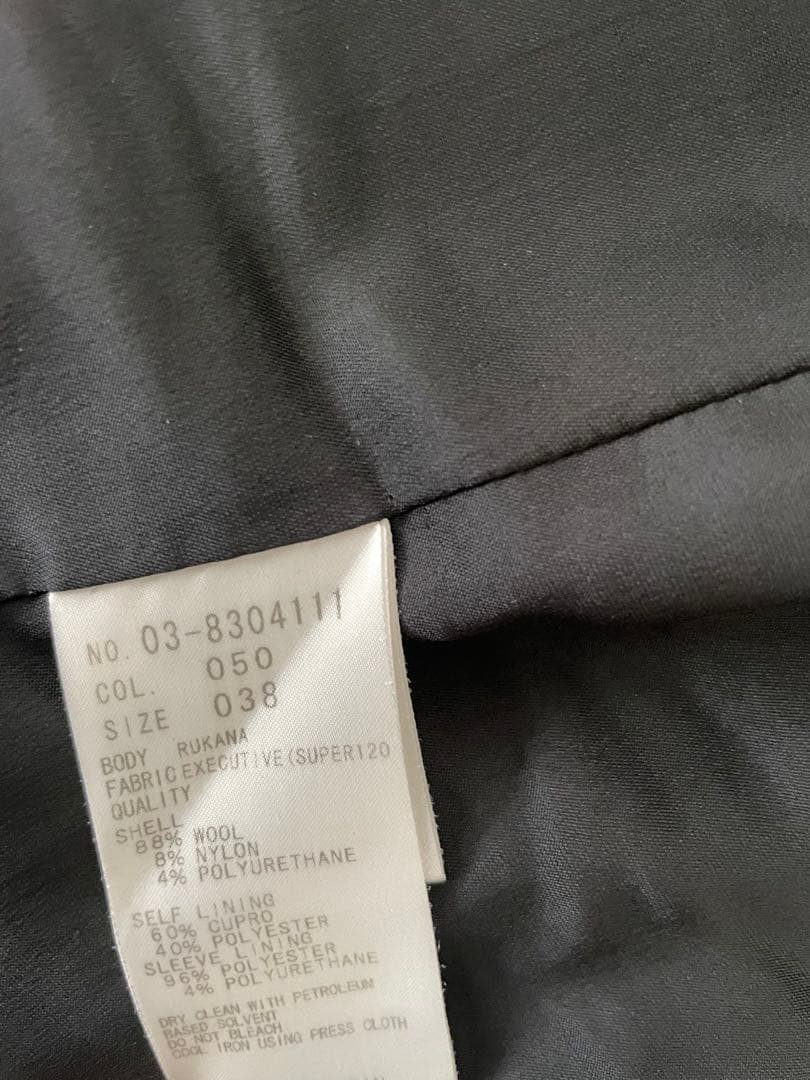 NO. 03-8304111
COL. 050
SIZE 038
BODY RUKANA
FABRIC EXECUTIVE(SUPER120
QUALITY
SHELL
88% WOOL
8% NYLON
4% POLYURETHANE
SELF LINING
60% CUPRO
40% POLYESTER
SLEEVE LINING
96% POLYESTER
4% POLYURETHANE
DRY CLEAN WITH PETROLEUM
BASED SOLVENT
DO NOT BLEACH
COOL IRON USING PRESS CLOTH